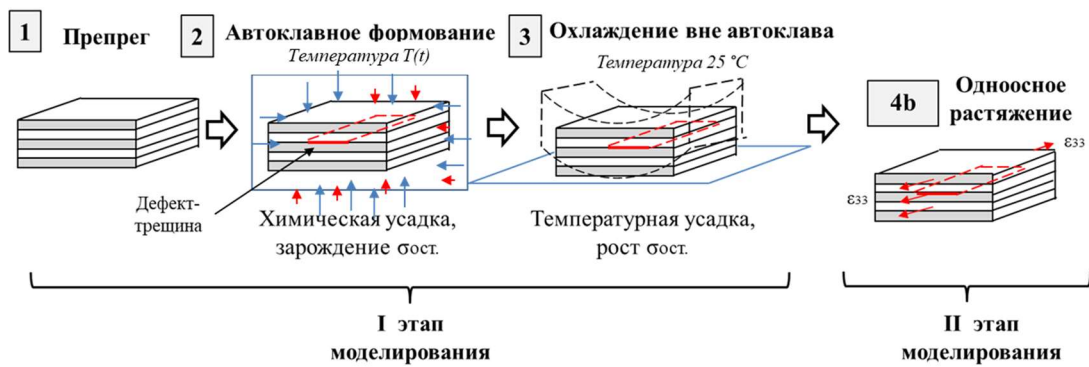 1
Препрег
2
Автоклавное формование
Температура T(t)
3
Охлаждение вне автоклава
Температура 25 °C
4b
Одноосное
растяжение
ε33
ε33
Дефект-
трещина
Химическая усадка,
зарождение σост.
Температурная усадка,
рост σост.
I этап
моделирования
II этап
моделирования